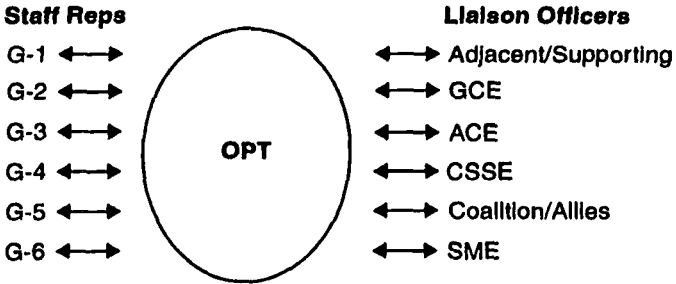 Staff Reps
Liaison Officers
G-1
Adjacent/Supporting
G-2
GCE
G-3
ACE
OPT
G-4
CSSE
G-5
Coalition/Allies
G-6
SME